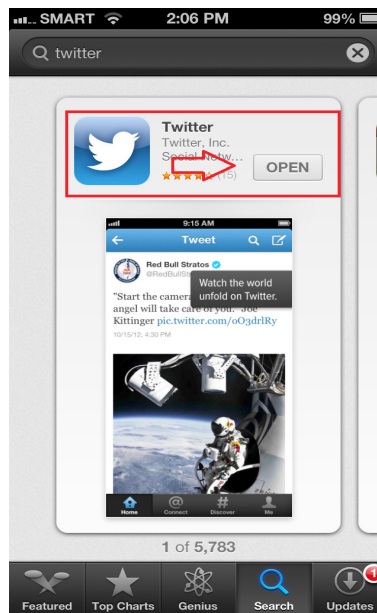 SMART 2:06 PM 99%
twitter
Twitter
Twitter, Inc.
Social Netw...
(15)
OPEN
9:15 AM
Tweet
Red Bull Stratos
@RedBullSt
Watch the world
unfold on Twitter.
"Start the camera
angel will take care of you." Joe
Kittinger pic.twitter.com/oO3drlRy
10/15/12, 4:30 PM
Home Connect Discover Me
1 of 5,783
Featured Top Charts Genius Search Updates
1